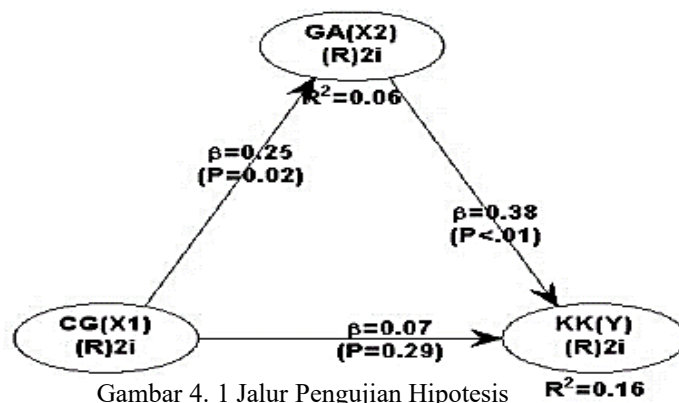 GA(X2)
(R)2i
R²=0.06
β=0.25
(P=0.02)
β=0.38
(P<.01)
CG(X1)
(R)2i
β=0.07
(P=0.29)
KK(Y)
(R)2i
R²=0.16
Gambar 4. 1 Jalur Pengujian Hipotesis